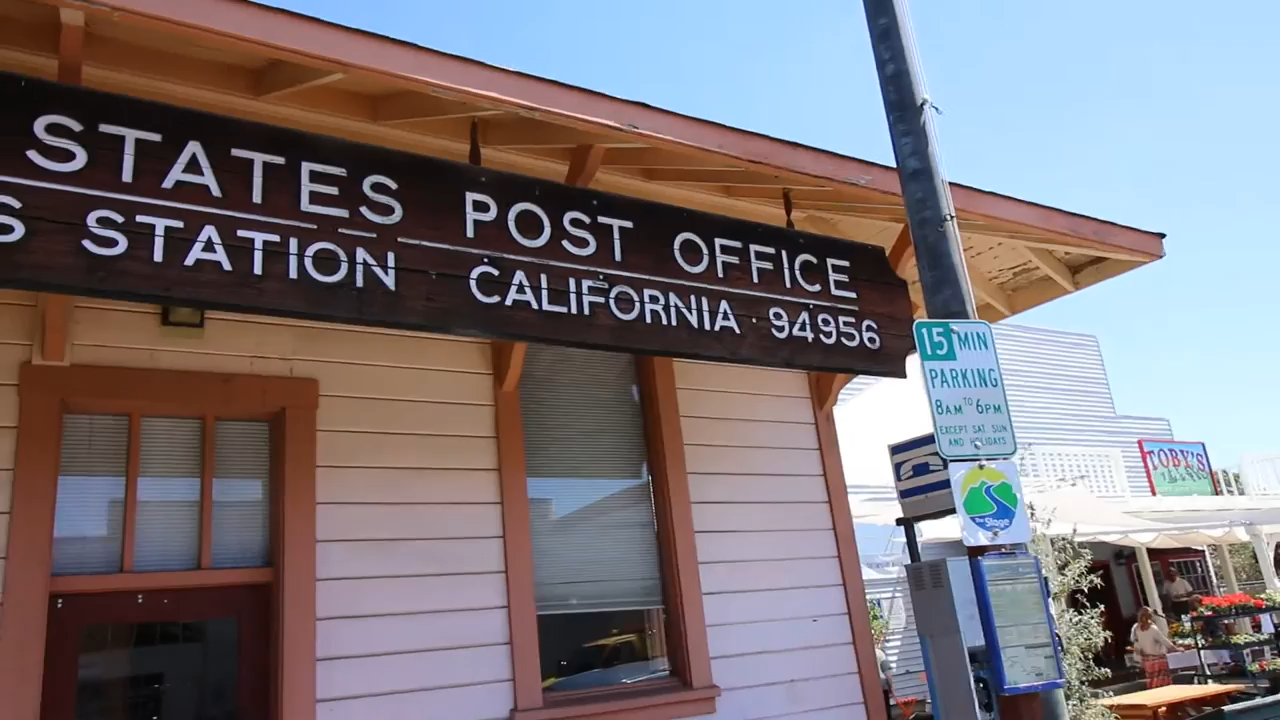 STATES POST OFFICE
S STATION CALIFORNIA · 94956
15 MIN
PARKING
8AM TO 6PM
EXCEPT SAT SUN
AND HOLIDAYS
The Stage
TOBY'S